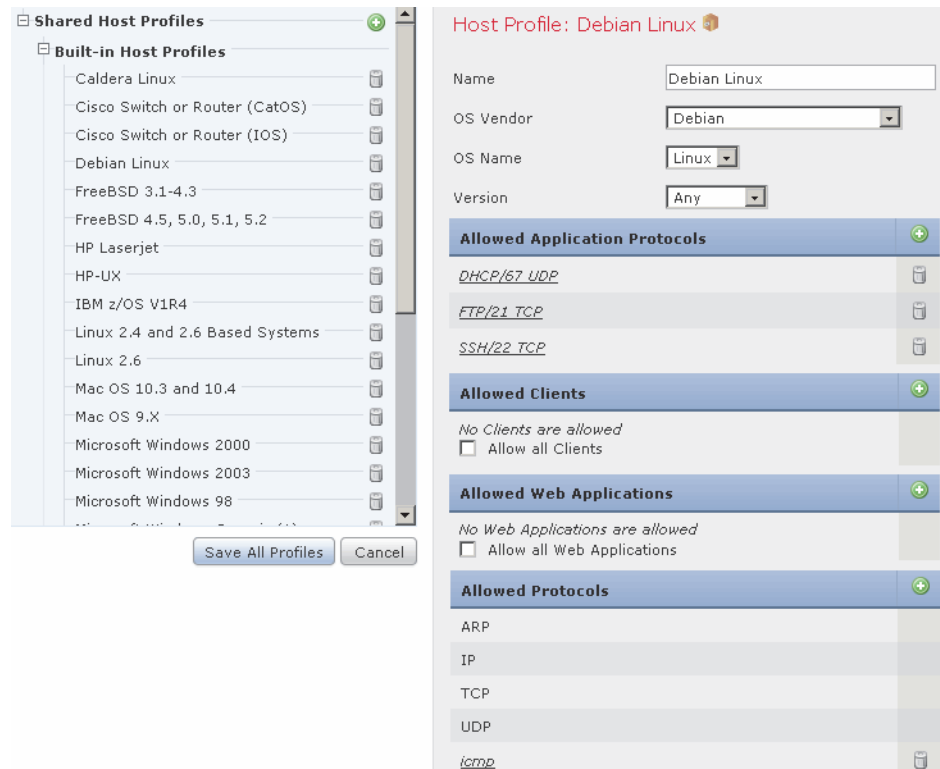 Shared Host Profiles
Built-in Host Profiles
Caldera Linux
Cisco Switch or Router (CatOS)
Cisco Switch or Router (IOS)
Debian Linux
FreeBSD 3.1-4.3
FreeBSD 4.5, 5.0, 5.1, 5.2
HP Laserjet
HP-UX
IBM z/OS V1R4
Linux 2.4 and 2.6 Based Systems
Linux 2.6
Mac OS 10.3 and 10.4
Mac OS 9.X
Microsoft Windows 2000
Microsoft Windows 2003
Microsoft Windows 98
Save All Profiles
Cancel
Host Profile: Debian Linux
Name Debian Linux
OS Vendor Debian
OS Name Linux
Version Any
Allowed Application Protocols
DHCP/67 UDP
FTP/21 TCP
SSH/22 TCP
Allowed Clients
No Clients are allowed
Allow all Clients
Allowed Web Applications
No Web Applications are allowed
Allow all Web Applications
Allowed Protocols
ARP
IP
TCP
UDP
icmp